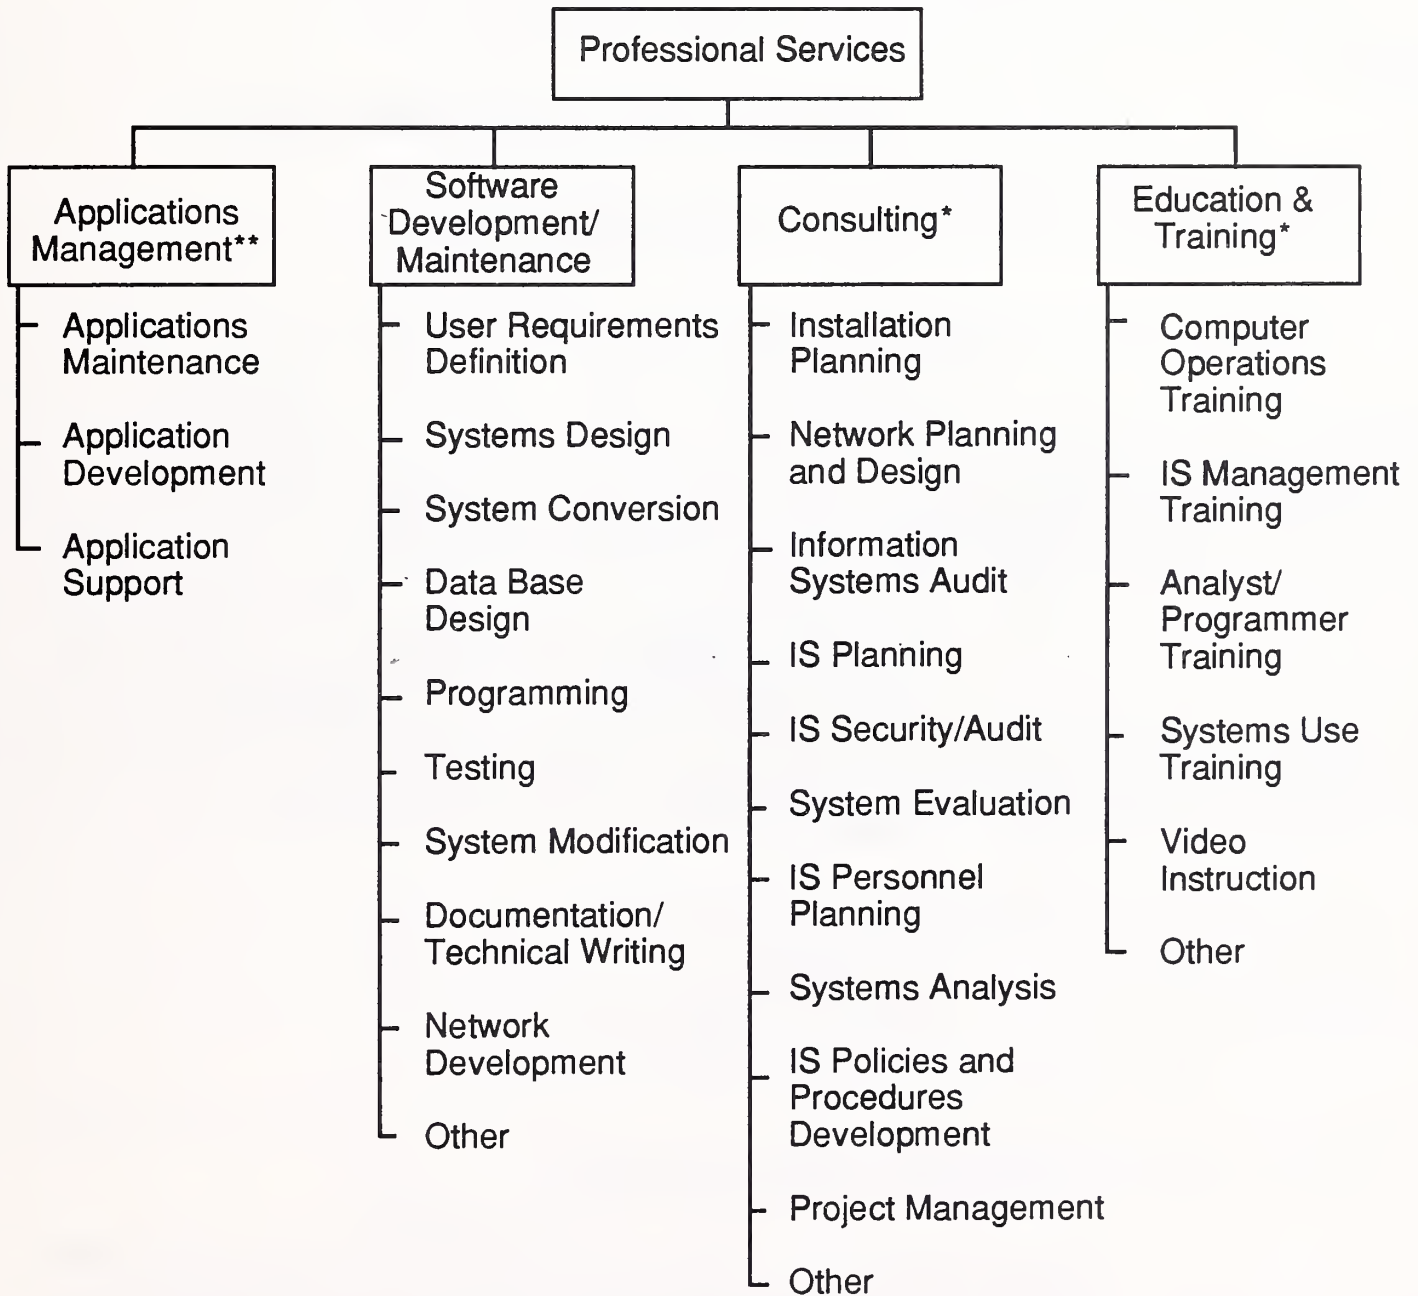 Professional Services
Applications
Management**
Applications
Maintenance
Application
Development
Application
Support
Software
Development/
Maintenance
User Requirements
Definition
Systems Design
System Conversion
Data Base
Design
Programming
Testing
System Modification
Documentation/
Technical Writing
Network
Development
Other
Consulting*
Installation
Planning
Network Planning
and Design
Information
Systems Audit
IS Planning
IS Security/Audit
System Evaluation
IS Personnel
Planning
Systems Analysis
IS Policies and
Procedures
Development
Project Management
Other
Education &
Training*
Computer
Operations
Training
IS Management
Training
Analyst/
Programmer
Training
Systems Use
Training
Video
Instruction
Other